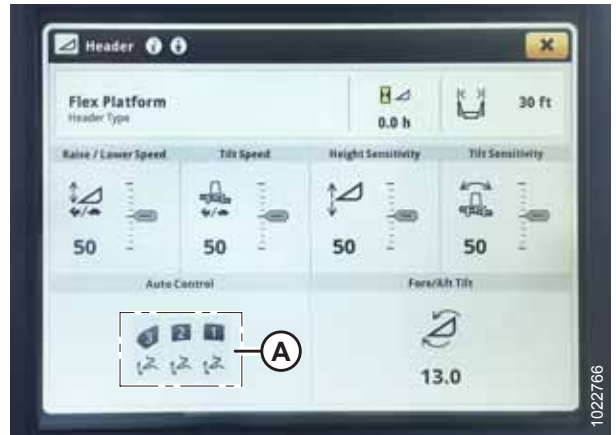 Header
Flex Platform
Header Type
0.0 h
30 ft
Raise / Lower Speed
Tilt Speed
Height Sensitivity
Tilt Sensitivity
50
50
50
50
Auto Control
Fore/Aft Tilt
3 2 1
A
13.0
1022766